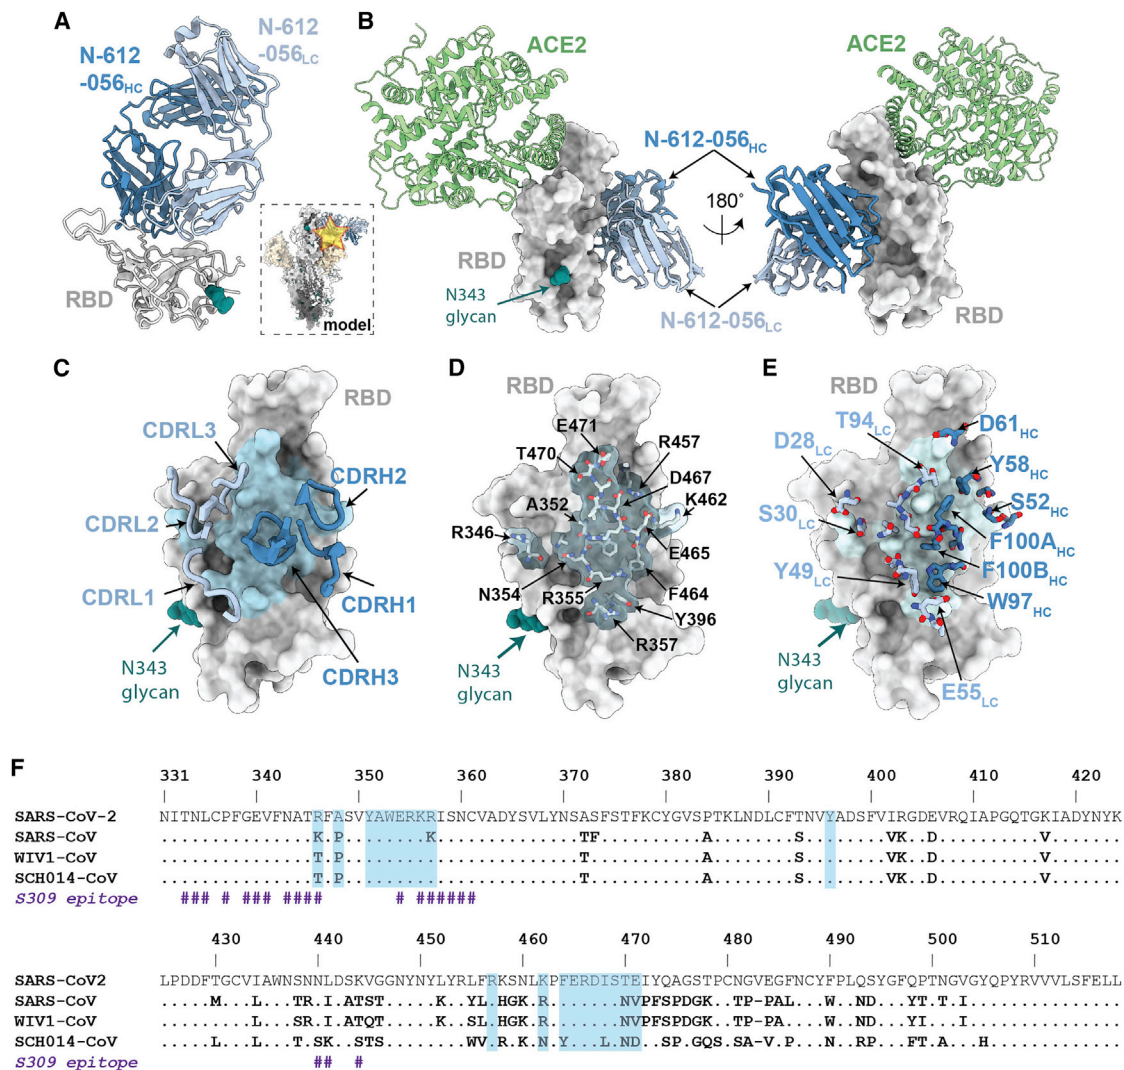 A
N-612
-056HC
N-612
-056LC
RBD
model
B
ACE2
ACE2
N-612-056HC
180°
RBD
N343
glycan
N-612-056LC
RBD
C
RBD
CDRL3
CDRH2
CDRL2
CDRL1
CDRH1
N343
glycan
CDRH3
D
RBD
E471
T470
R457
D467
A352
K462
R346
E465
N354
R355
F464
Y396
R357
N343
glycan
E
RBD
T94LC
D61HC
D28LC
Y58HC
S30LC
S52HC
F100AHC
Y49LC
F100BHC
W97HC
N343
glycan
E55LC
F
331 340 350 360 370 380 390 400 410 420
SARS-CoV-2 NITNLCPFGEVFNATRFASVYAWERKRISNCVADYSVLYNSASFSTFKCYGVSPTKLNDLCFTNVYADSFVIRGDEVRQIAPGQTGKIADYNYK
SARS-CoV ...............K.P........K..............TF..........A........S........VK..D..........V.......
WIV1-CoV ...............T.P.......................T...........A........S........VK..D..........V.......
SCH014-CoV ...............T.P.......................T...........A........S........VK..D..........V.......
S309 epitope ### # ### #### # ######
430 440 450 460 470 480 490 500 510
SARS-CoV2 LPDDFTGCVIAWNSNNLDSKVGGNYNYLYRLFRKSNLKPFERDISTEIYQAGSTPCNGVEGFNCYFPLQSYGFQPTNGVGYQPYRVVVLSFELL
SARS-CoV .....M...L...TR.I.ATST.....K..YL.HGK.R.......NVPFSPDGK..TP-PAL...W..ND...YT.T.I...............
WIV1-CoV .........L...SR.I.ATQT.....K..SL.HGK.R.......NVPFSPDGK..TP-PA....W..ND...YI...I...............
SCH014-CoV .....L...L...T.SK..STS........WV.R.K.N.Y...L.ND..SP.GQS.SA-V.P...N..RP...FT.A...H.............
S309 epitope ## #